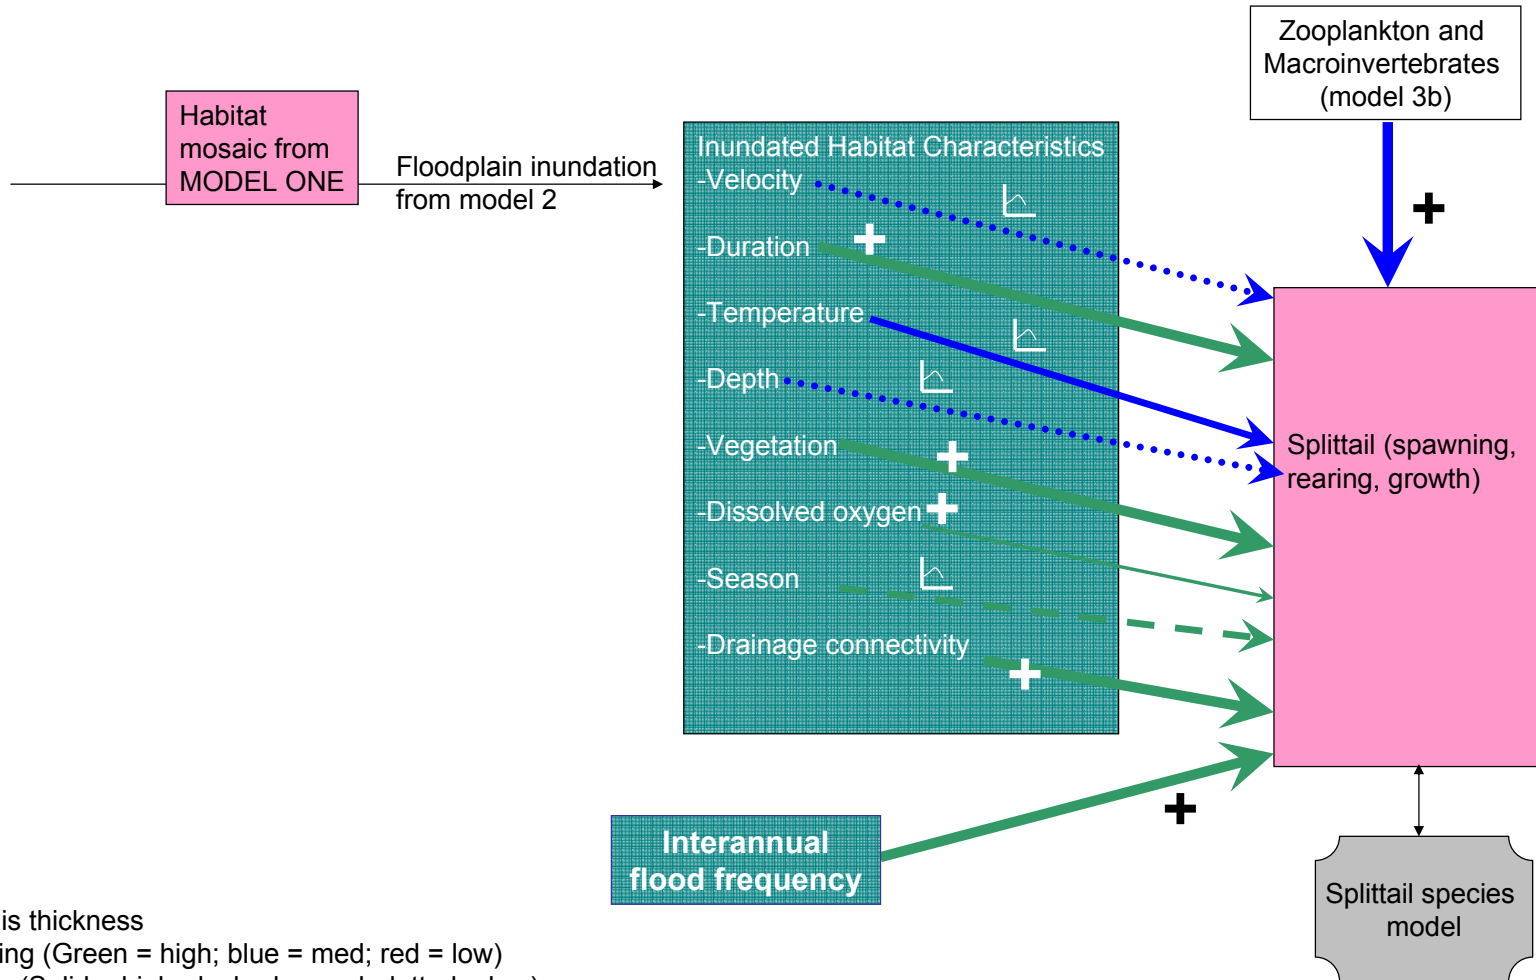 Zooplankton and
Macroinvertebrates
(model 3b)
Habitat
mosaic from
MODEL ONE
Floodplain inundation
from model 2
Inundated Habitat Characteristics
-Velocity
-Duration
-Temperature
-Depth
-Vegetation
-Dissolved oxygen
-Season
-Drainage connectivity
+
+
+
+
+
+
Splittail (spawning,
rearing, growth)
Interannual
flood frequency
Splittail species
model
is thickness
(Green = high; blue = med; red = low)